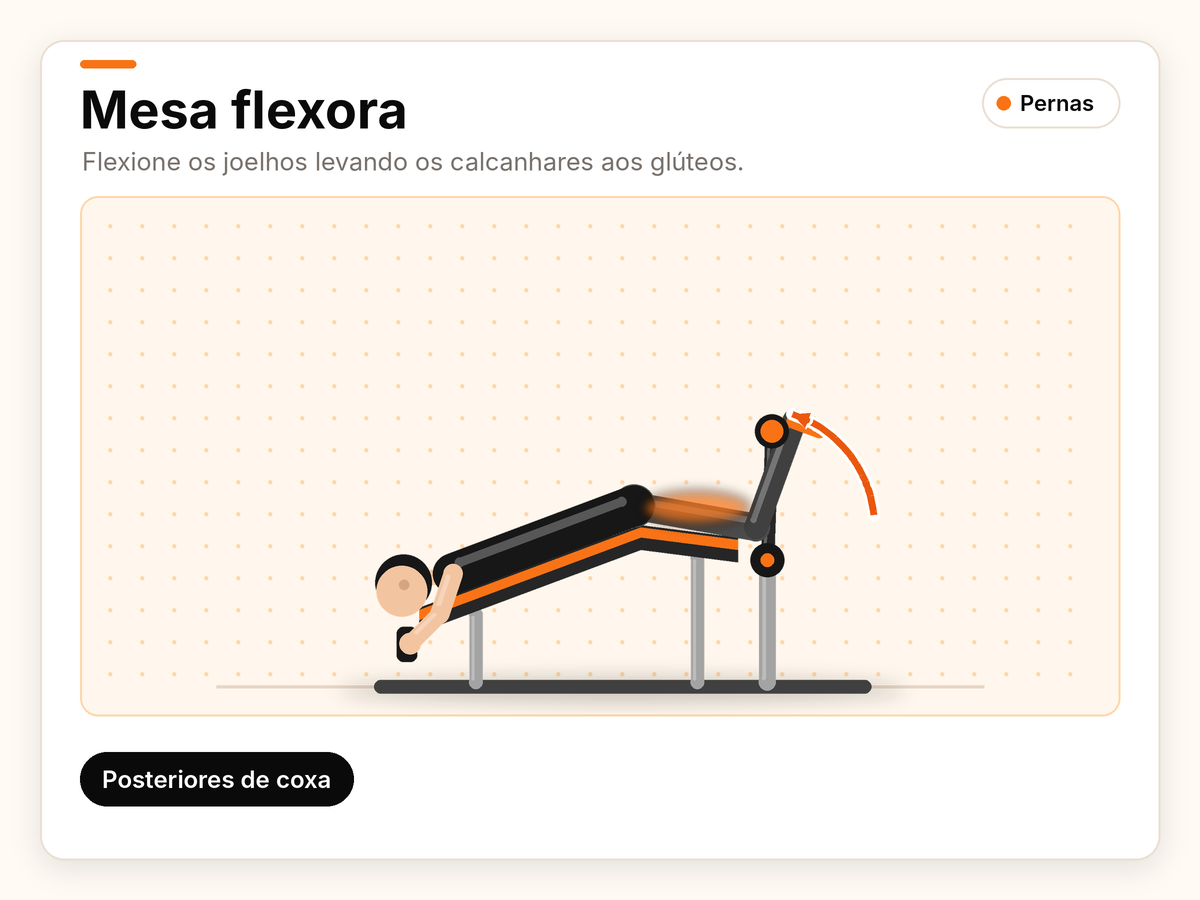 Mesa flexora
Pernas
Flexione os joelhos levando os calcanhares aos glúteos.
Posteriores de coxa